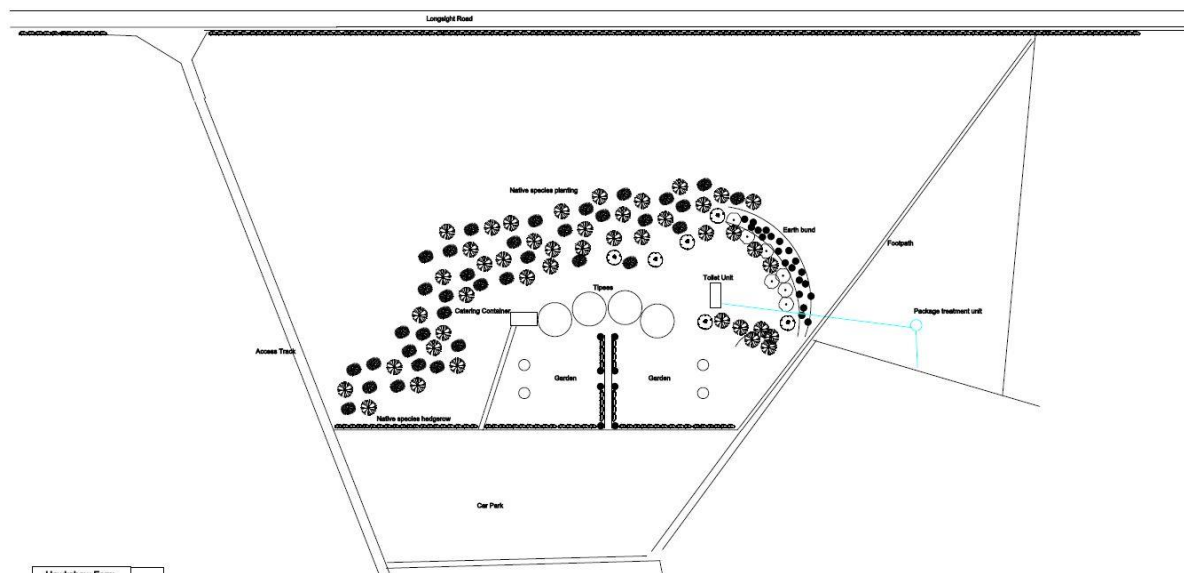 Longsight Road
Native species planting
Earth bund
Footpath
Toilet Unit
Tipees
Catering Container
Package treatment unit
Access Track
Garden
Garden
Native species hedgerow
Car Park